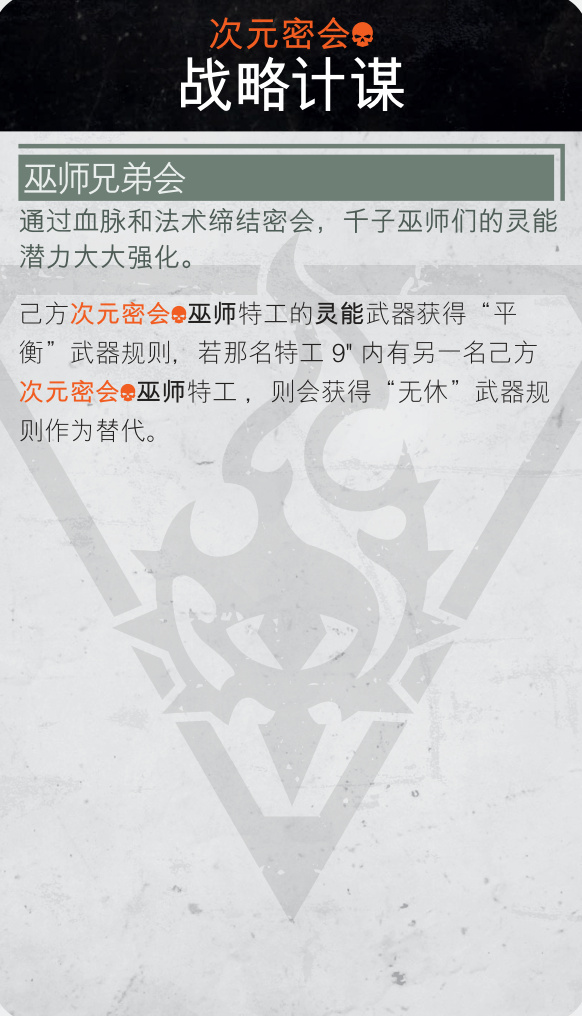 次元密会
战略计谋
巫师兄弟会
通过血脉和法术缔结密会，千子巫师们的灵能
潜力大大强化。
己方次元密会巫师特工的灵能武器获得“平
衡”武器规则，若那名特工 9" 内有另一名己方
次元密会巫师特工，则会获得“无休”武器规
则作为替代。